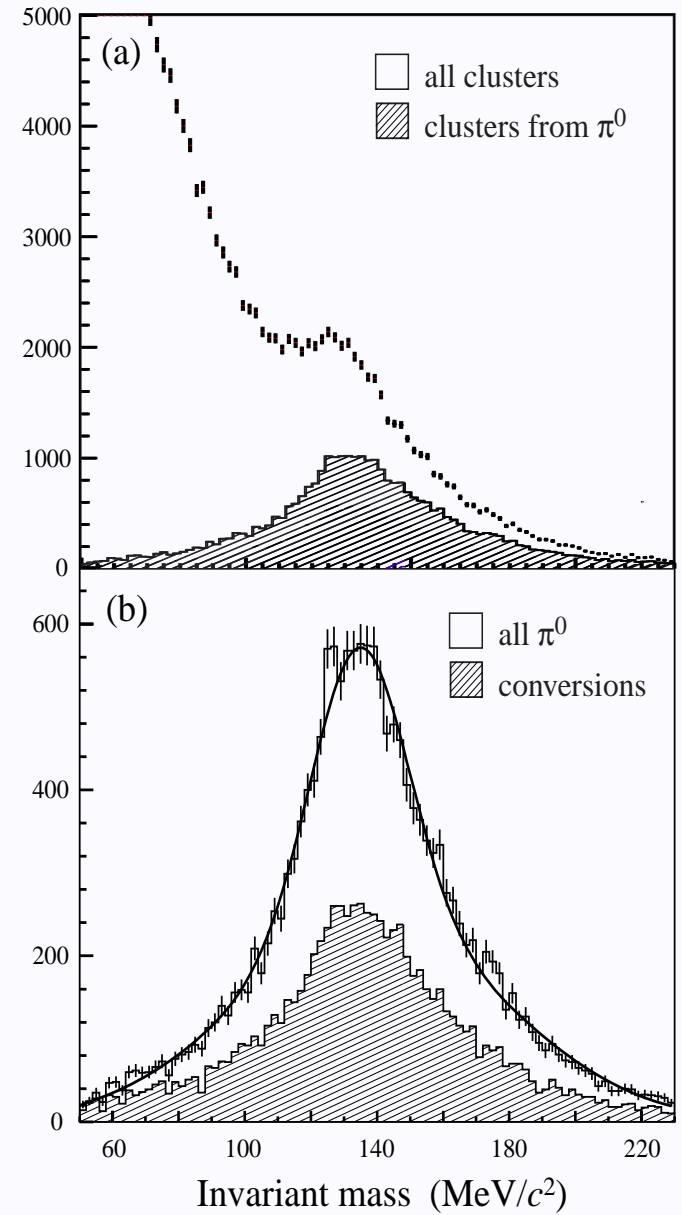 5000
(a)
all clusters
clusters from π⁰
4000
3000
2000
1000
0
(b)
all π⁰
conversions
600
400
200
0
60 100 140 180 220
Invariant mass (MeV/c²)